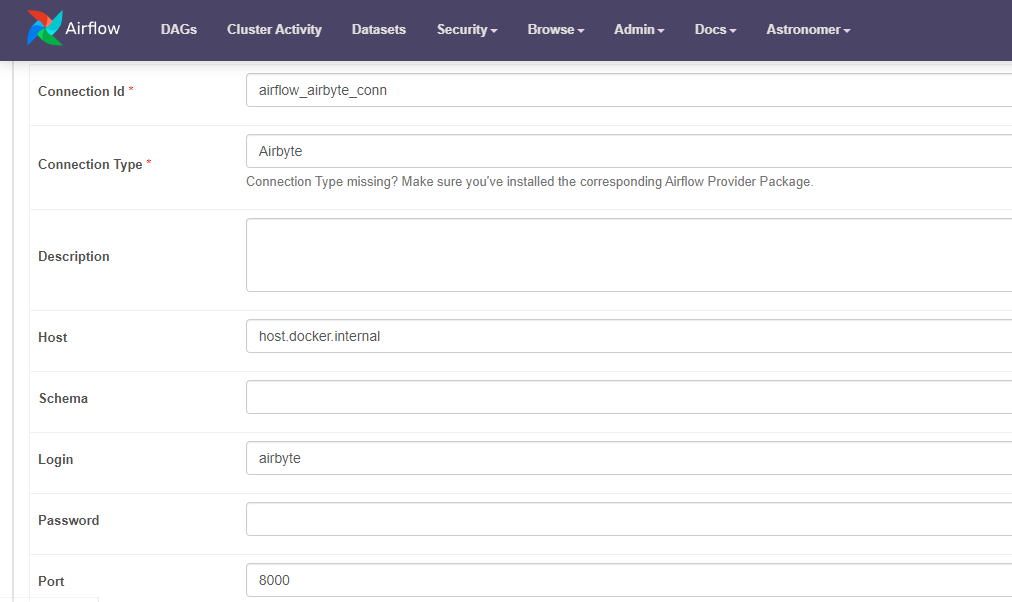 Airflow DAGs Cluster Activity Datasets Security Browse Admin Docs Astronomer
Connection Id * airflow_airbyte_conn
Connection Type * Airbyte
Connection Type missing? Make sure you've installed the corresponding Airflow Provider Package.
Description
Host host.docker.internal
Schema
Login airbyte
Password
Port 8000